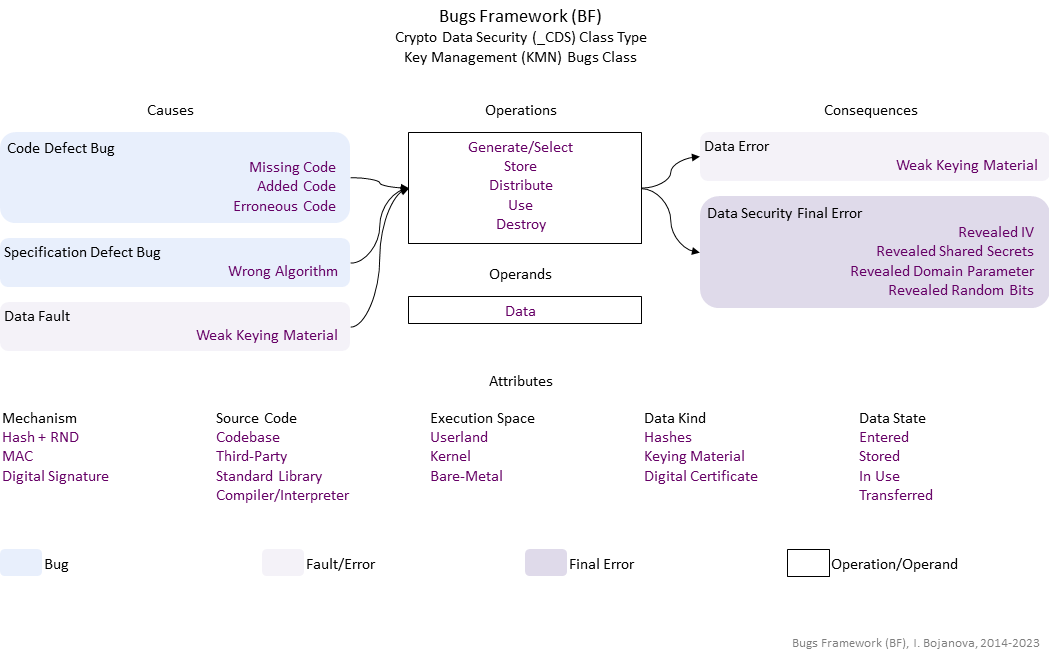 Bugs Framework (BF)
Crypto Data Security (_CDS) Class Type
Key Management (KMN) Bugs Class
Causes
Code Defect Bug
Missing Code
Added Code
Erroneous Code
Specification Defect Bug
Wrong Algorithm
Data Fault
Weak Keying Material
Operations
Generate/Select
Store
Distribute
Use
Destroy
Operands
Data
Consequences
Data Error
Weak Keying Material
Data Security Final Error
Revealed IV
Revealed Shared Secrets
Revealed Domain Parameter
Revealed Random Bits
Attributes
Mechanism
Hash + RND
MAC
Digital Signature
Source Code
Codebase
Third-Party
Standard Library
Compiler/Interpreter
Execution Space
Userland
Kernel
Bare-Metal
Data Kind
Hashes
Keying Material
Digital Certificate
Data State
Entered
Stored
In Use
Transferred
Bug
Fault/Error
Final Error
Operation/Operand
Bugs Framework (BF), I. Bojanova, 2014-2023